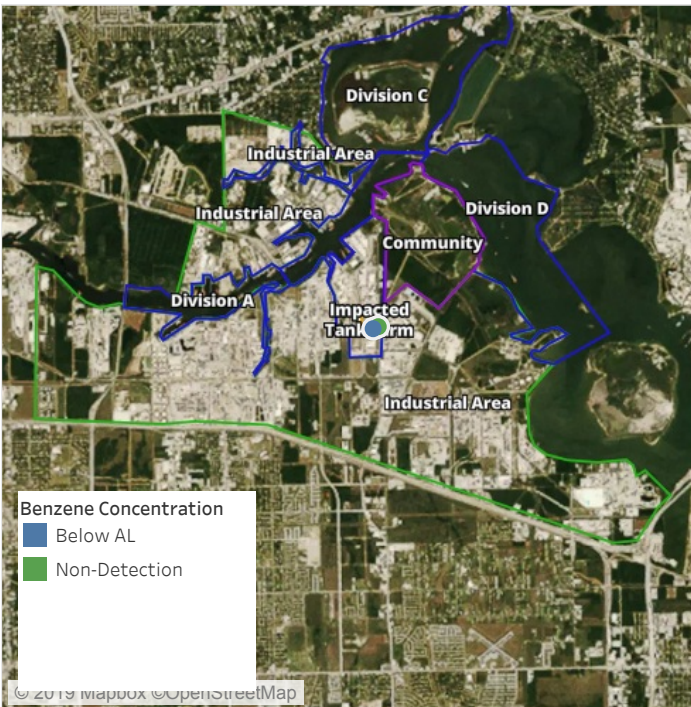 Division C
Industrial Area
Industrial Area
Division D
Community
Division A
Impacted
Tank Farm
Industrial Area
Benzene Concentration
Below AL
Non-Detection
© 2019 Mapbox ©OpenStreetMap